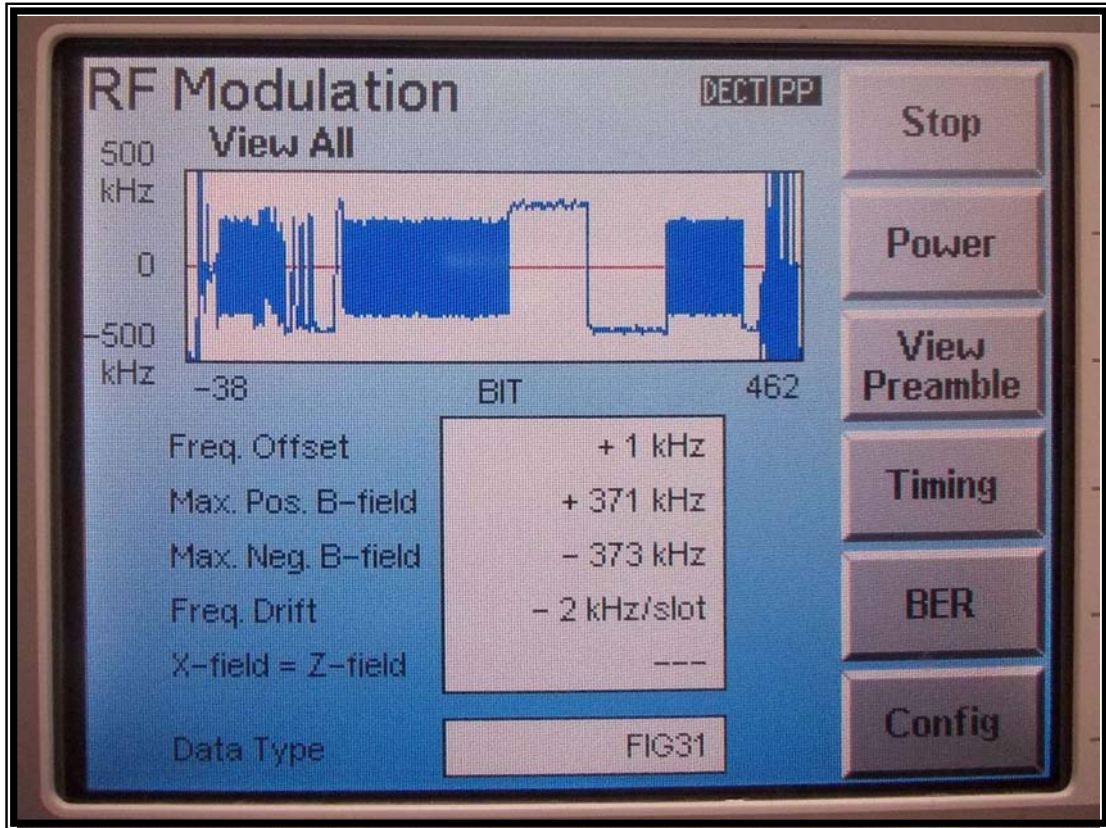 RF Modulation
DECT PP
View All
500
kHz
0
-500
kHz
-38
BIT
462
Freq. Offset
+ 1 kHz
Max. Pos. B-field
+ 371 kHz
Max. Neg. B-field
- 373 kHz
Freq. Drift
- 2 kHz/slot
X-field = Z-field
---
Data Type
FIG31
Stop
Power
View
Preamble
Timing
BER
Config